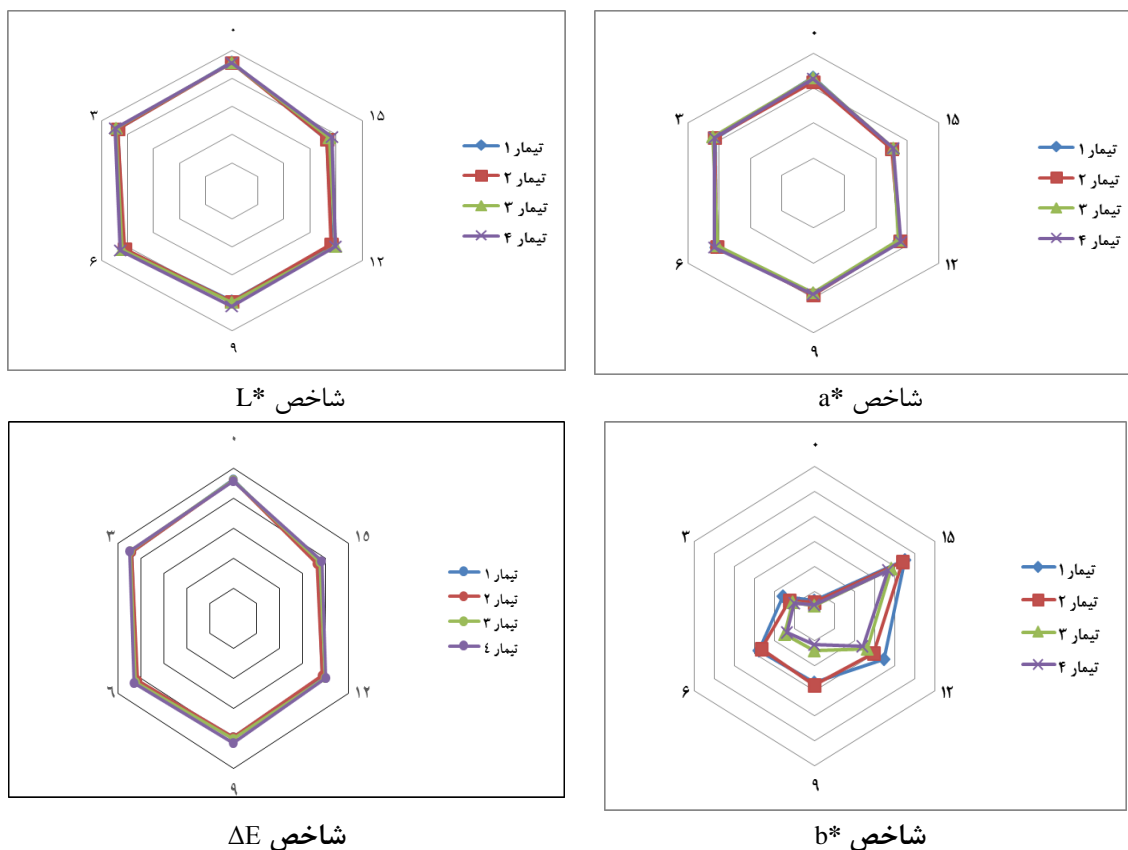 ۰
۱۵
۳
تیمار ۱
تیمار ۲
تیمار ۳
تیمار ۴
۶
۱۲
۹
شاخص L*
۰
۱۵
۳
تیمار ۱
تیمار ۲
تیمار ۳
تیمار ۴
۶
۱۲
۹
شاخص a*
۰
۱۵
۳
تیمار ۱
تیمار ۲
تیمار ۳
تیمار ٤
٦
۱۲
۹
شاخص ΔE
۰
۱۵
۳
تیمار ۱
تیمار ۲
تیمار ۳
تیمار ۴
۶
۱۲
۹
شاخص b*